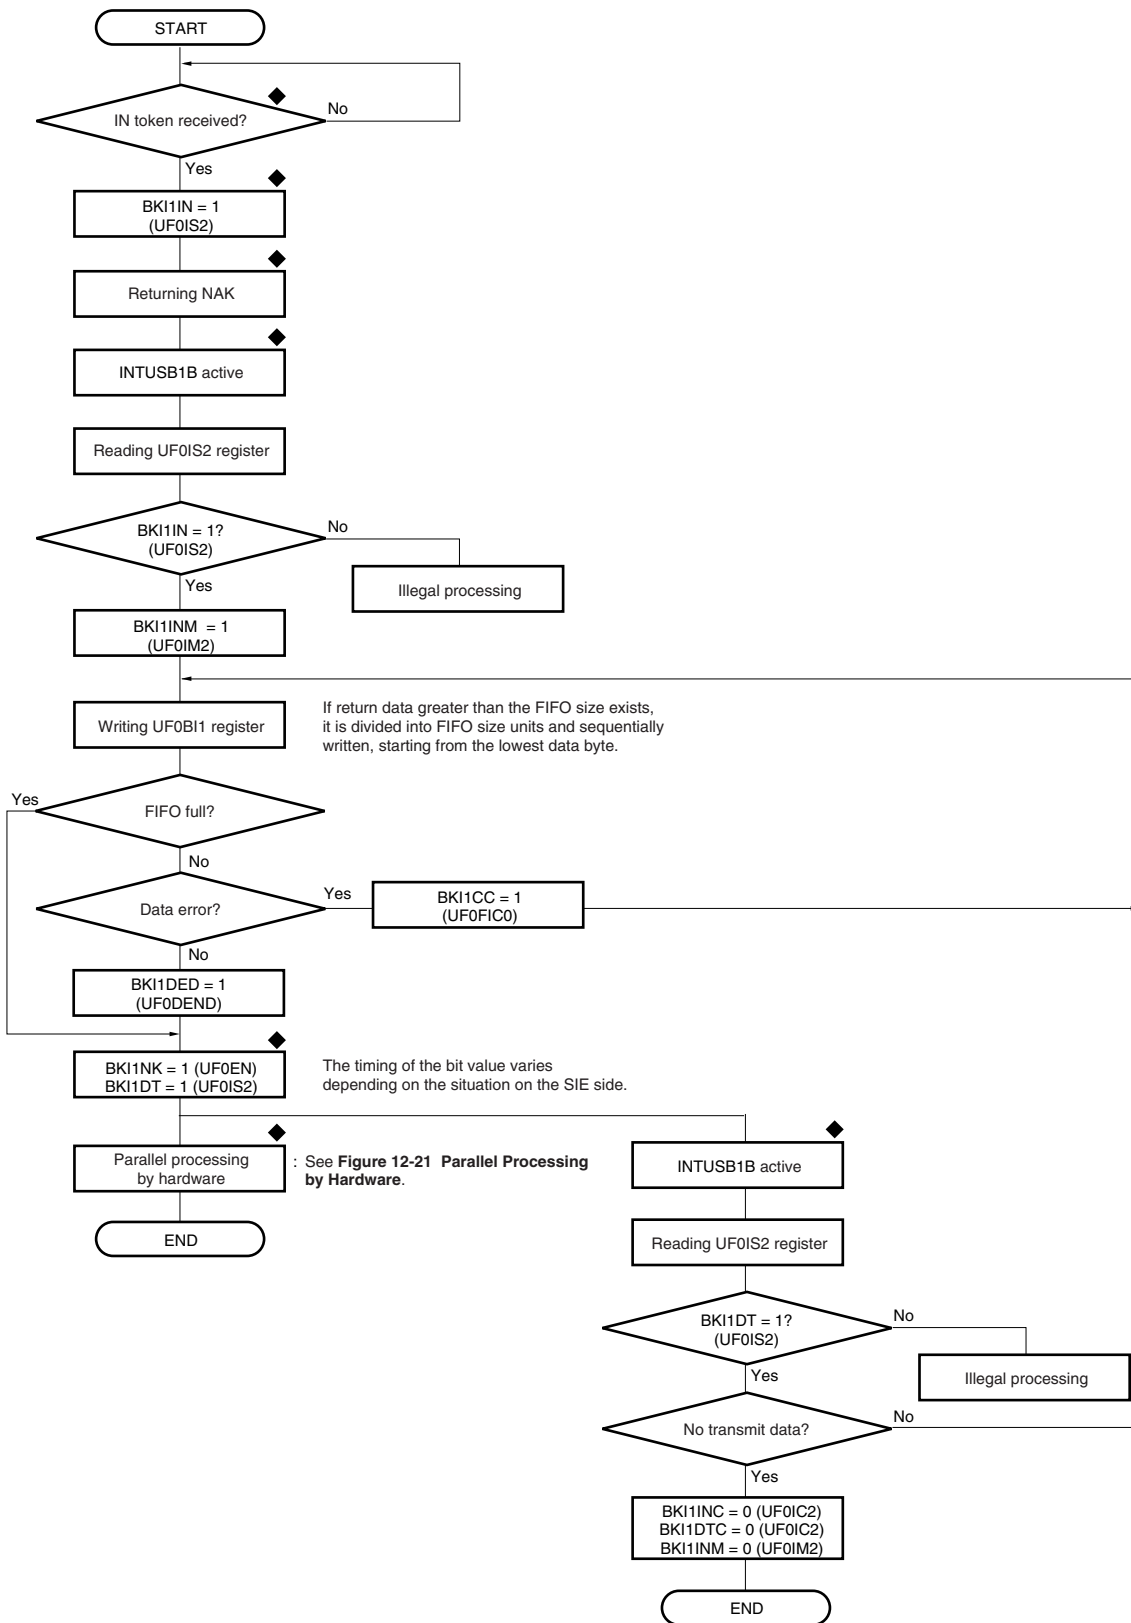 START
IN token received?
No
Yes
BKI1IN = 1
(UF0IS2)
Returning NAK
INTUSB1B active
Reading UF0IS2 register
BKI1IN = 1?
(UF0IS2)
No
Yes
Illegal processing
BKI1INM = 1
(UF0IM2)
Writing UF0BI1 register
If return data greater than the FIFO size exists,
it is divided into FIFO size units and sequentially
written, starting from the lowest data byte.
Yes
FIFO full?
No
Data error?
Yes
BKI1CC = 1
(UF0FIC0)
No
BKI1DED = 1
(UF0DEND)
BKI1NK = 1 (UF0EN)
BKI1DT = 1 (UF0IS2)
The timing of the bit value varies
depending on the situation on the SIE side.
Parallel processing
by hardware
: See Figure 12-21 Parallel Processing
by Hardware.
END
INTUSB1B active
Reading UF0IS2 register
BKI1DT = 1?
(UF0IS2)
No
Yes
Illegal processing
No transmit data?
No
Yes
BKI1INC = 0 (UF0IC2)
BKI1DTC = 0 (UF0IC2)
BKI1INM = 0 (UF0IM2)
END